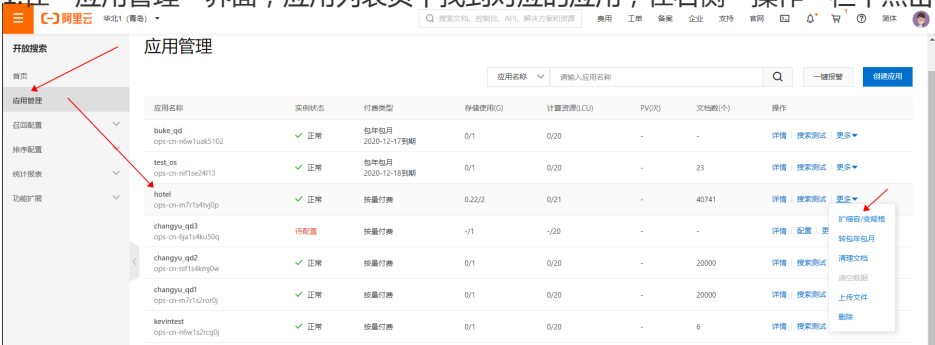 1.在“应用管理”界面，应用列表页中找到对应的应用，在右侧“操作”栏中点击
阿里云 华北1（青岛） 搜索文档、控制台、API、解决方案和资源 费用 工单 备案 企业 支持 官网 简体
开放搜索
应用管理
首页
应用名称 请输入应用名称 一键报警 创建应用
应用管理
召回配置
排序配置
统计报表
功能扩展
应用名称 实例状态 付费类型 存储使用(G) 计算资源(LCU) PV(次) 文档数(个) 操作
buke_qd 正常 包年包月 0/1 0/20 - - 详情 搜索测试 更多
ops-cn-n6w1uak5102 2020-12-17到期
test_os 正常 包年包月 0/1 0/20 - 23 详情 搜索测试 更多
ops-cn-nif1se24l13 2020-12-18到期
hotel 正常 按量付费 0.22/2 0/21 - 40741 详情 搜索测试 更多
ops-cn-m7r1s4tvj0p
changyu_qd3 待配置 按量付费 -/1 -/20 - - 详情 配置 更
ops-cn-6ja1s4ku50q
changyu_qd2 正常 按量付费 0/1 0/20 - 20000 详情 搜索测试
ops-cn-nif1s4kmj0w
changyu_qd1 正常 按量付费 0/1 0/20 - 20000 详情 搜索测试
ops-cn-m7r1s2ror0j
kevintest 正常 按量付费 0/1 0/20 - 6 详情 搜索测试
ops-cn-n6w1s2rcg0j
扩缩容/变规格
转包年包月
清理文档
清空数据
上传文件
删除